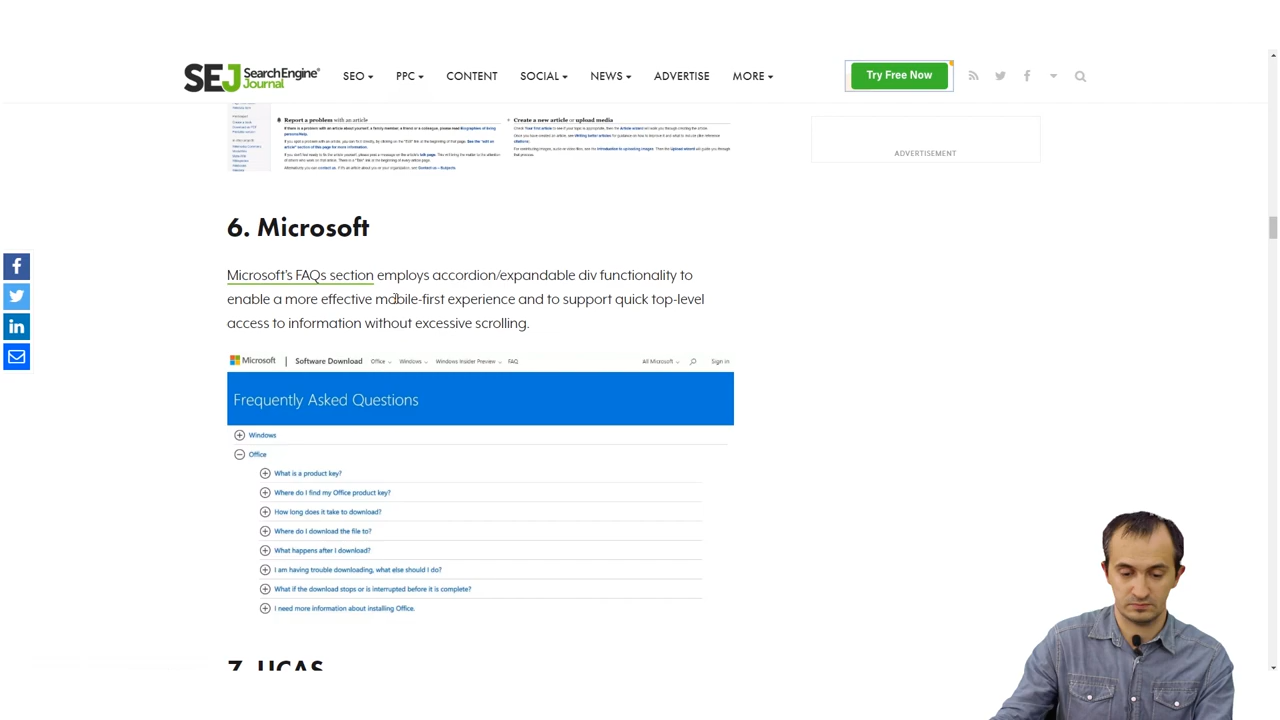 SEJ Search Engine Journal
SEO
PPC
CONTENT
SOCIAL
NEWS
ADVERTISE
MORE
Try Free Now
Report a problem with an article
Create a new article or upload media
ADVERTISEMENT
6. Microsoft
Microsoft's FAQs section employs accordion/expandable div functionality to
enable a more effective mobile-first experience and to support quick top-level
access to information without excessive scrolling.
Microsoft | Software Download Office Windows Windows Insider Preview FAQ All Microsoft Sign in
Frequently Asked Questions
Windows
Office
What is a product key?
Where do I find my Office product key?
How long does it take to download?
Where do I download the file to?
What happens after I download?
I am having trouble downloading, what else should I do?
What if the download stops or is interrupted before it is complete?
I need more information about installing Office.
7. UCAS